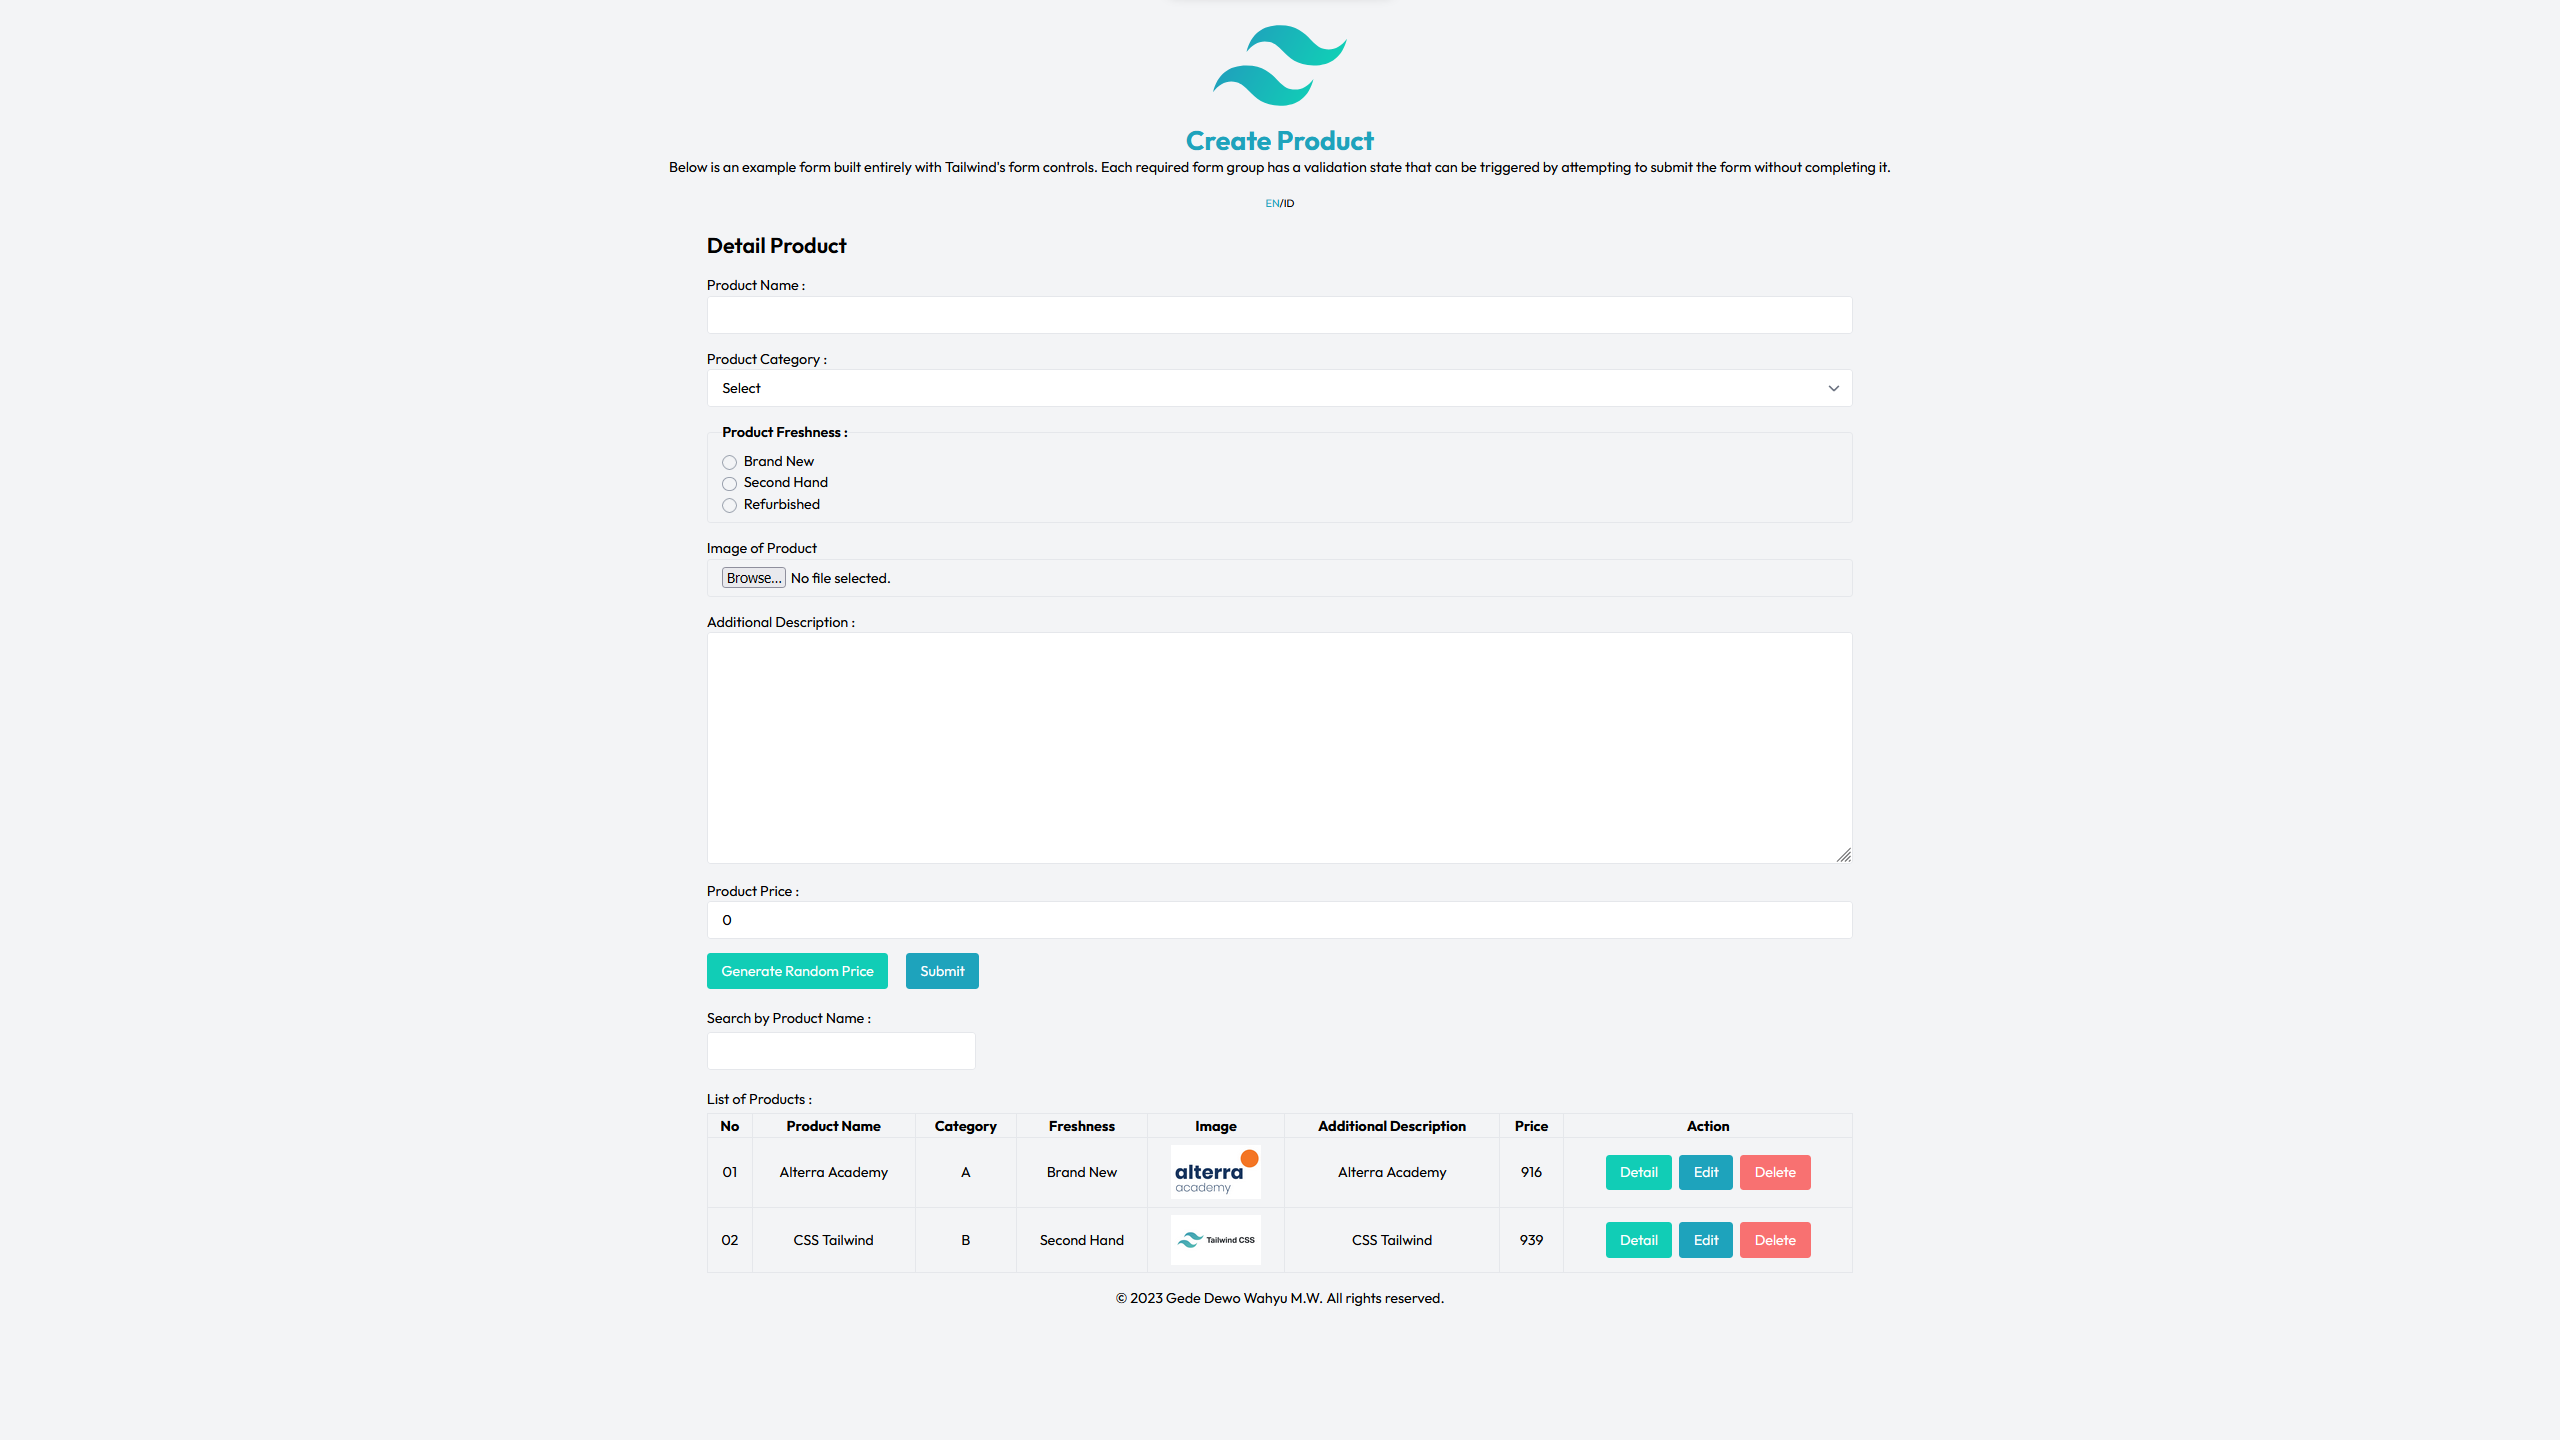 Create Product
Below is an example form built entirely with Tailwind's form controls. Each required form group has a validation state that can be triggered by attempting to submit the form without completing it.
EN/ID
Detail Product
Product Name :
Product Category :
Select
Product Freshness :
Brand New
Second Hand
Refurbished
Image of Product
Browse... No file selected.
Additional Description :
Product Price :
0
Generate Random Price Submit
Search by Product Name :
List of Products :
No Product Name Category Freshness Image Additional Description Price Action
01 Alterra Academy A Brand New alterra academy Alterra Academy 916 Detail Edit Delete
02 CSS Tailwind B Second Hand Tailwind CSS CSS Tailwind 939 Detail Edit Delete
© 2023 Gede Dewo Wahyu M.W. All rights reserved.